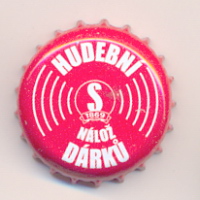 HUDEBNÍ
S
1869
NÁLOŽ
DÁRKŮ